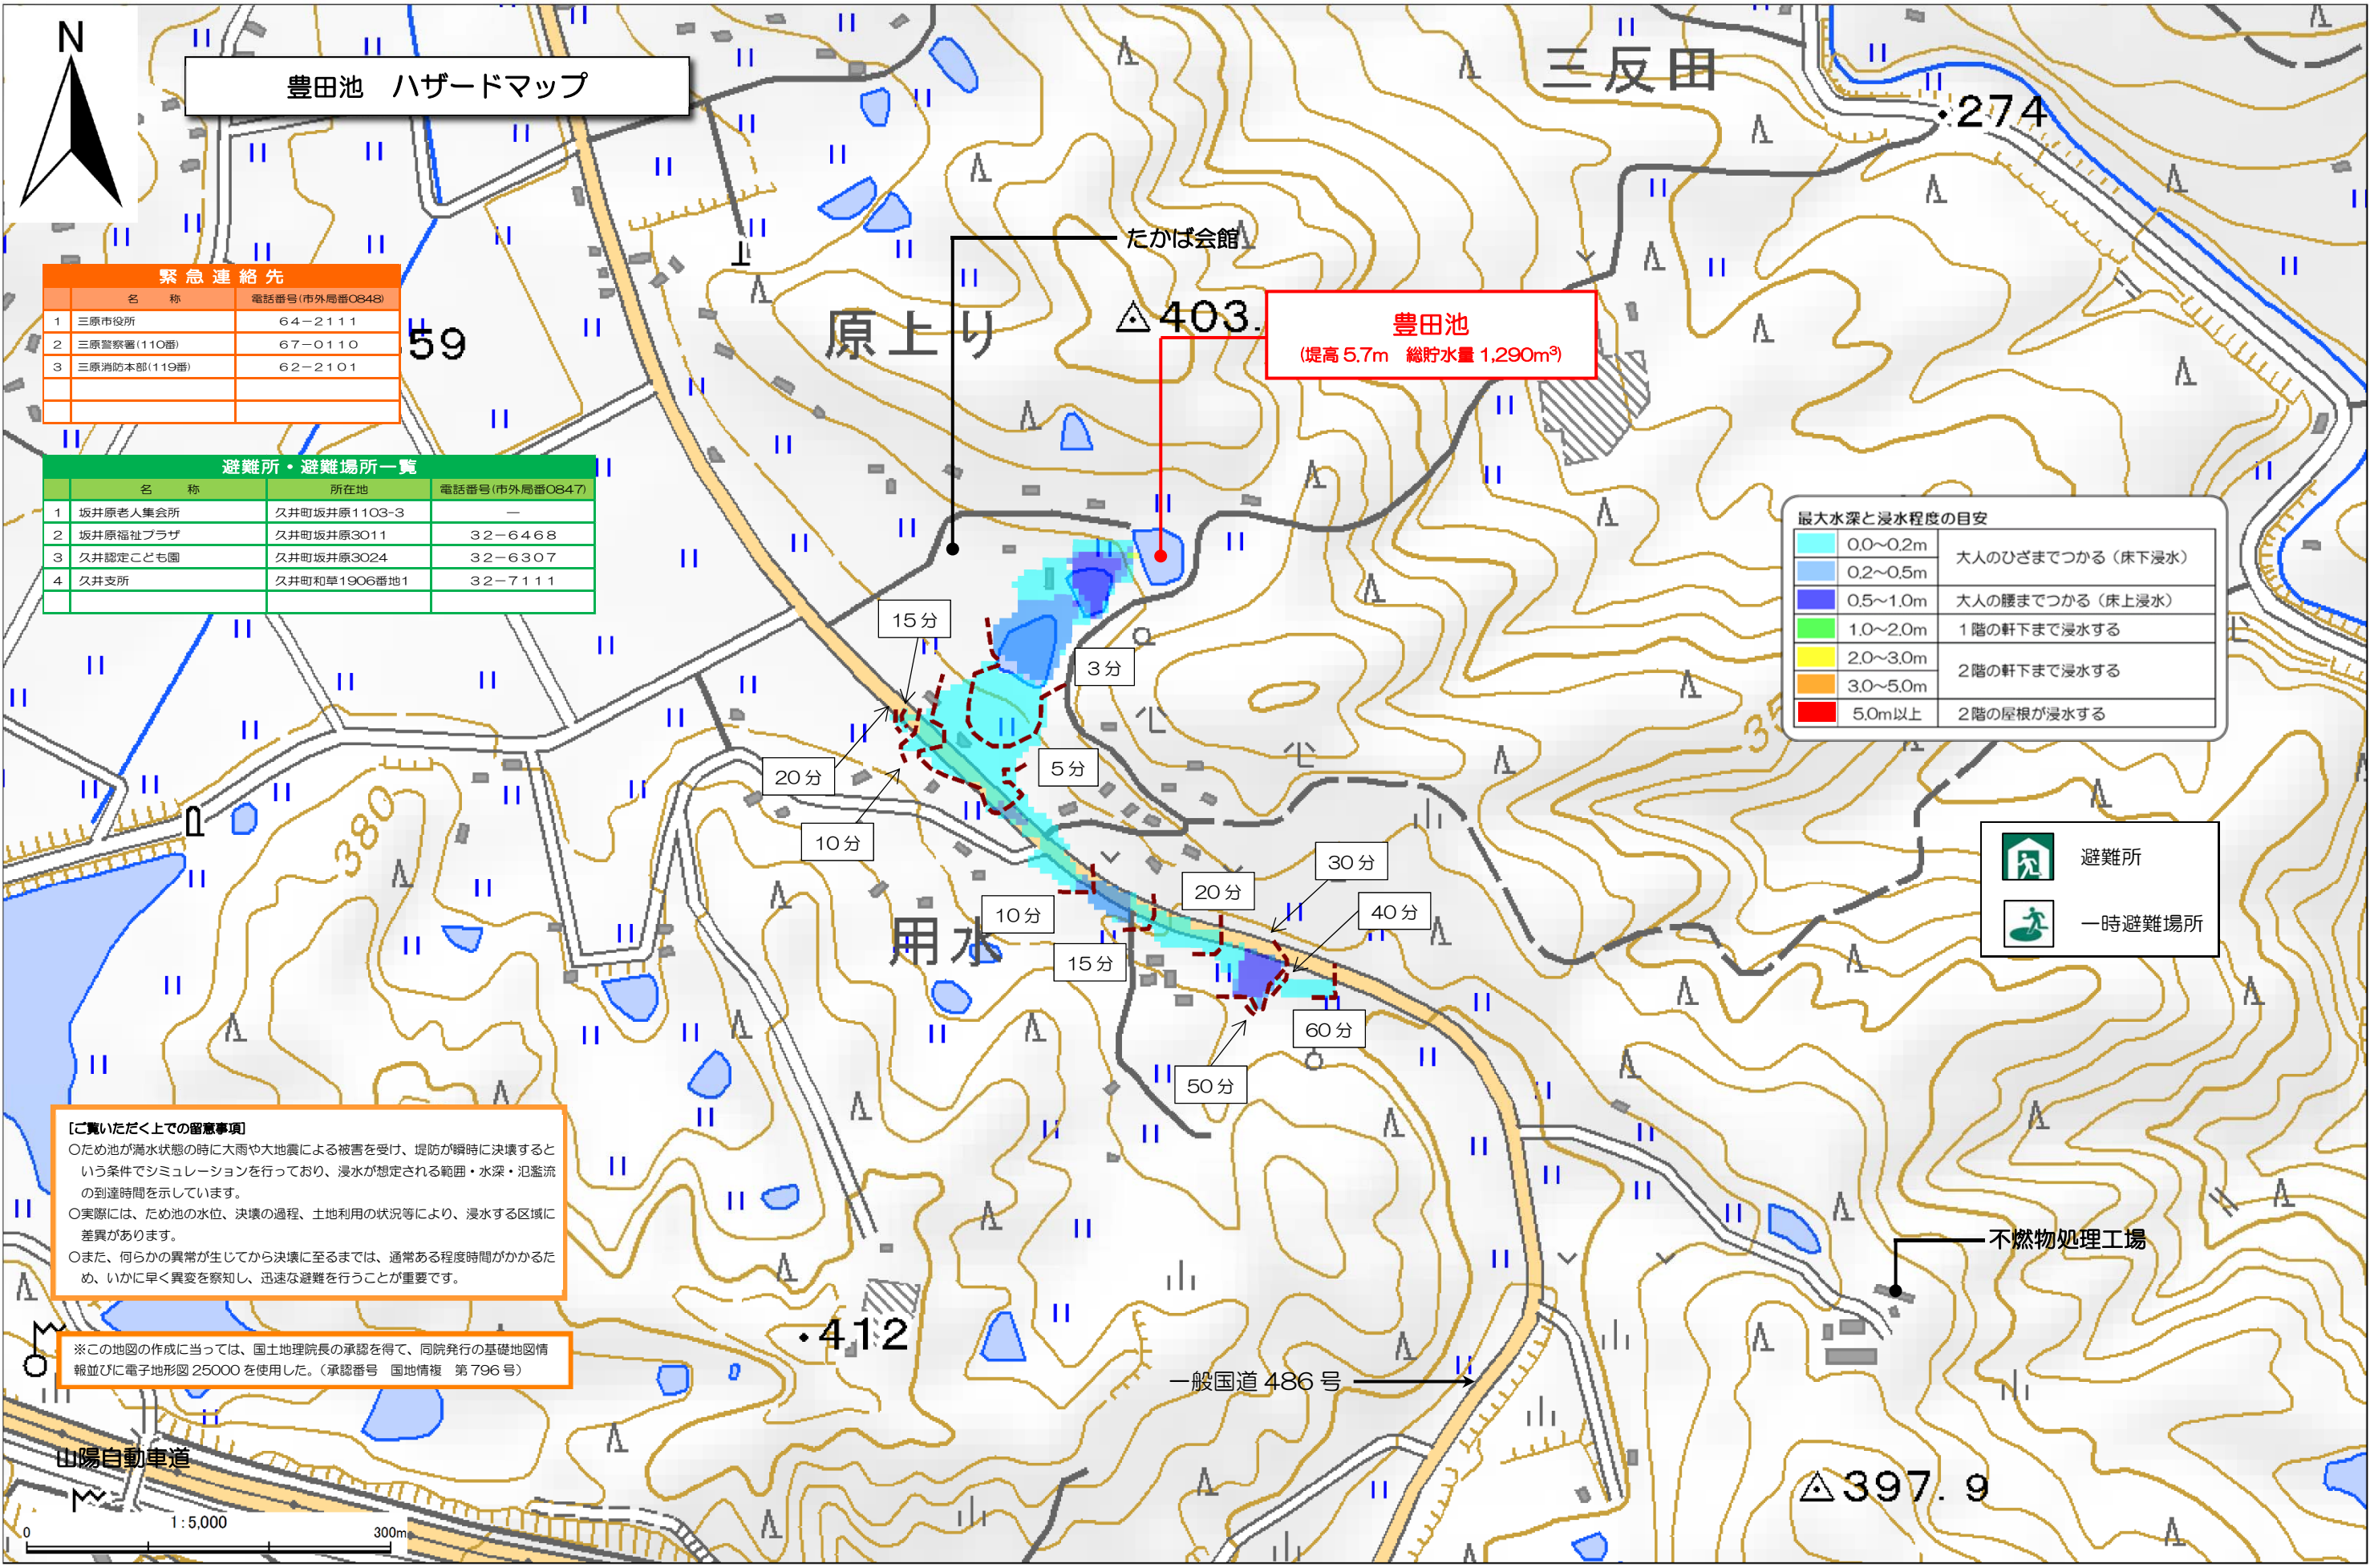 N
豊田池　ハザードマップ
三反田
274
たかば会館
403.
原上り
豊田池
(堤高 5.7m　総貯水量 1,290m³)
緊急連絡先
名　称　電話番号(市外局番0848)
1　三原市役所　64-2111
2　三原警察署(110番)　67-0110
3　三原消防本部(119番)　62-2101
59
避難所・避難場所一覧
名　称　所在地　電話番号(市外局番0847)
1　坂井原老人集会所　久井町坂井原1103-3　―
2　坂井原福祉プラザ　久井町坂井原3011　32-6468
3　久井認定こども園　久井町坂井原3024　32-6307
4　久井支所　久井町和草1906番地1　32-7111
最大水深と浸水程度の目安
0.0～0.2m　大人のひざまでつかる（床下浸水）
0.2～0.5m
0.5～1.0m　大人の腰までつかる（床上浸水）
1.0～2.0m　1階の軒下まで浸水する
2.0～3.0m　2階の軒下まで浸水する
3.0～5.0m
5.0m以上　2階の屋根が浸水する
15分
3分
5分
20分
10分
380
30分
20分
40分
10分
15分
用水
60分
50分
避難所
一時避難場所
[ご覧いただく上での留意事項]
○ため池が満水状態の時に大雨や大地震による被害を受け、堤防が瞬時に決壊すると
いう条件でシミュレーションを行っており、浸水が想定される範囲・水深・氾濫流
の到達時間を示しています。
○実際には、ため池の水位、決壊の過程、土地利用の状況等により、浸水する区域に
差異があります。
○また、何らかの異常が生じてから決壊に至るまでは、通常ある程度時間がかかるた
め、いかに早く異変を察知し、迅速な避難を行うことが重要です。
不燃物処理工場
412
※この地図の作成に当っては、国土地理院長の承認を得て、同院発行の基礎地図情
報並びに電子地形図 25000 を使用した。（承認番号　国地情複　第 796 号）
一般国道 486 号
山陽自動車道
397. 9
1:5,000
0　300m